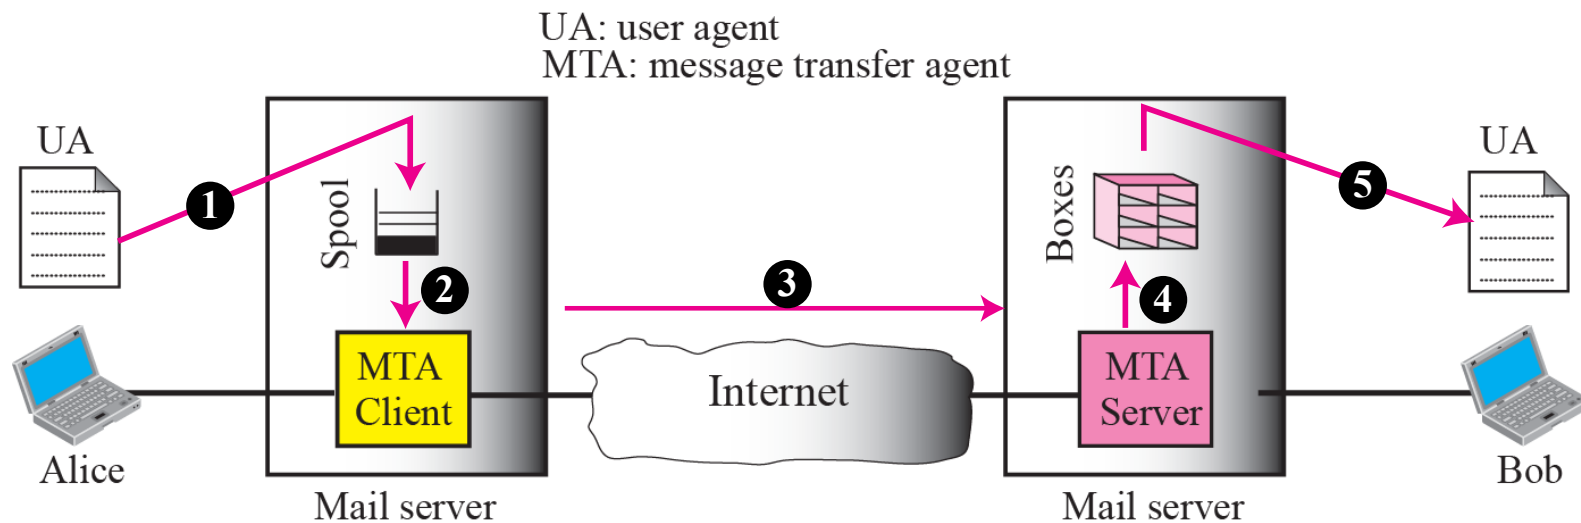 UA: user agent
MTA: message transfer agent
UA
1
Spool
2
MTA
Client
Alice
Mail server
3
Internet
Boxes
4
MTA
Server
Mail server
5
UA
Bob